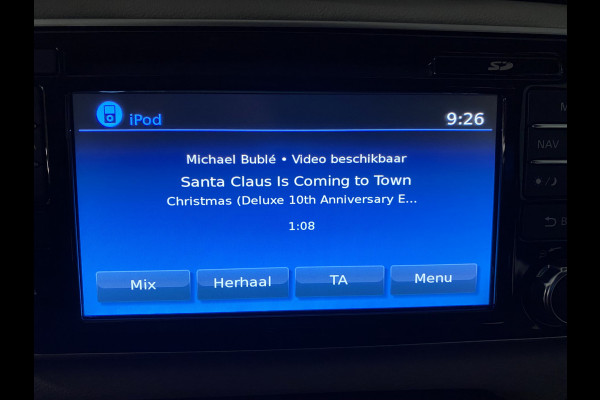 SD
iPod
9:26
Michael Bublé • Video beschikbaar
Santa Claus Is Coming to Town
Christmas (Deluxe 10th Anniversary E...
1:08
Mix
Herhaal
TA
Menu
NAV